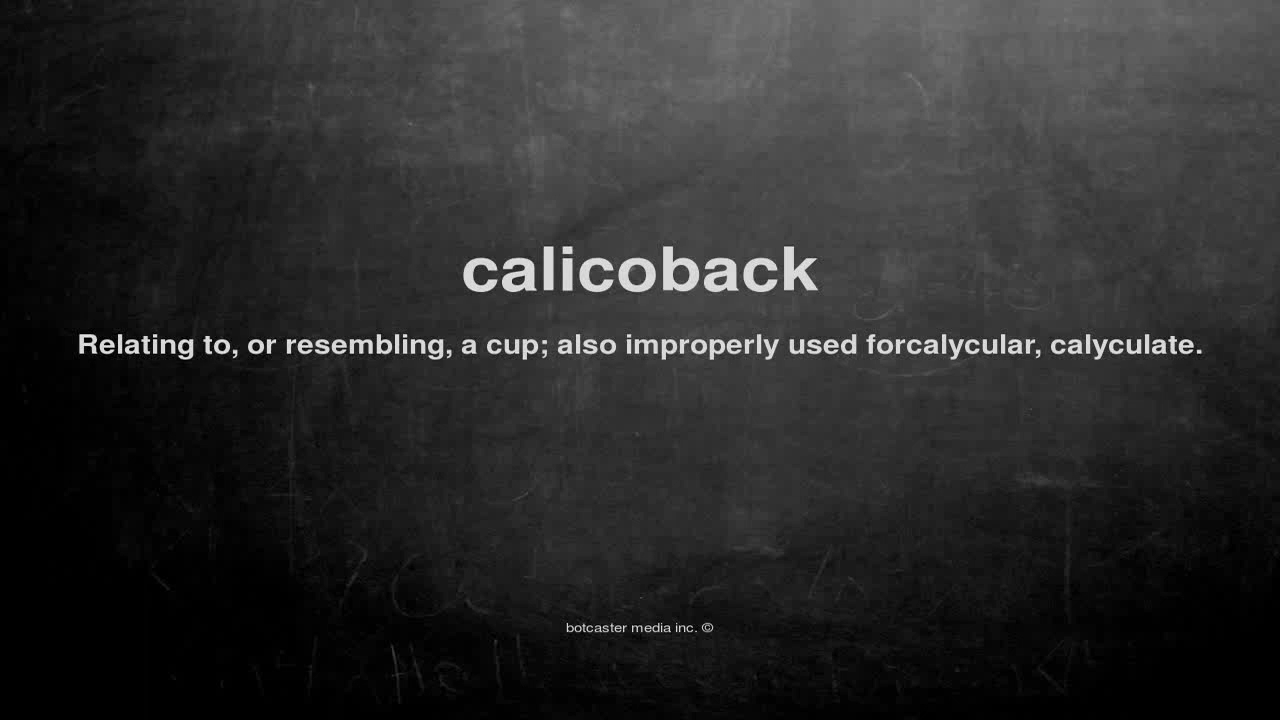 calicoback
Relating to, or resembling, a cup; also improperly used forcalycular, calyculate.
botcaster media inc. ©